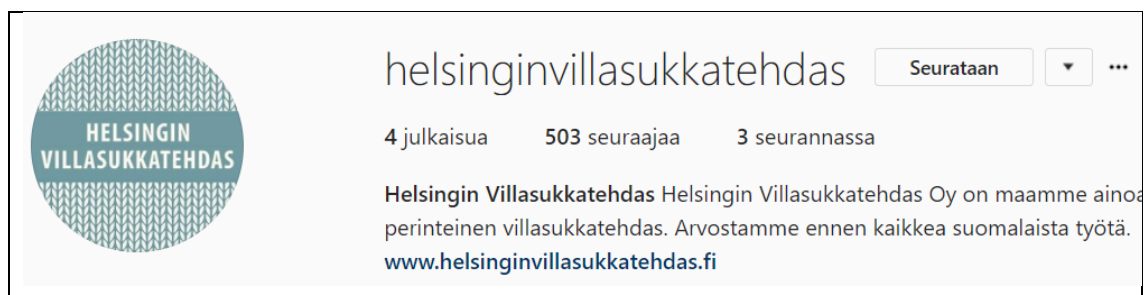 HELSINGIN
VILLASUKKATEHDAS
helsinginvillasukkatehdas Seurataan
4 julkaisua 503 seuraajaa 3 seurannassa
Helsingin Villasukkatehdas Helsingin Villasukkatehdas Oy on maamme ainoa
perinteinen villasukkatehdas. Arvostamme ennen kaikkea suomalaista työtä.
www.helsinginvillasukkatehdas.fi